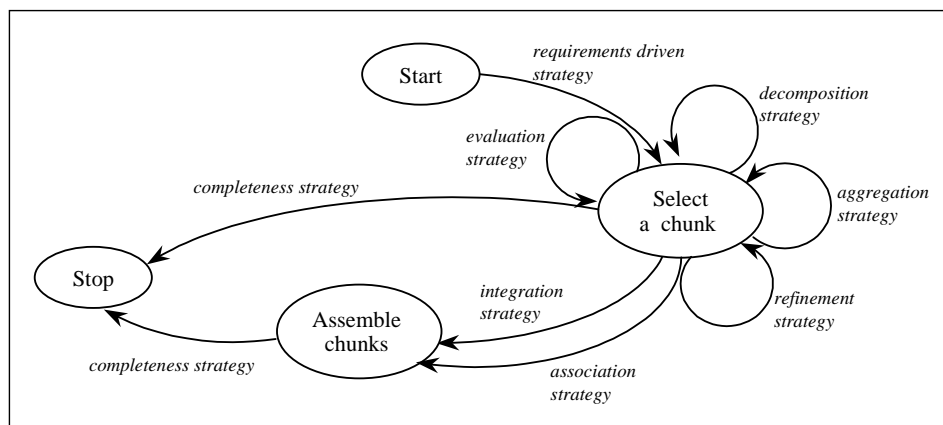 requirements driven
strategy
Start
decomposition
strategy
evaluation
strategy
completeness strategy
Select
a chunk
aggregation
strategy
Stop
integration
strategy
refinement
strategy
Assemble
chunks
completeness strategy
association
strategy